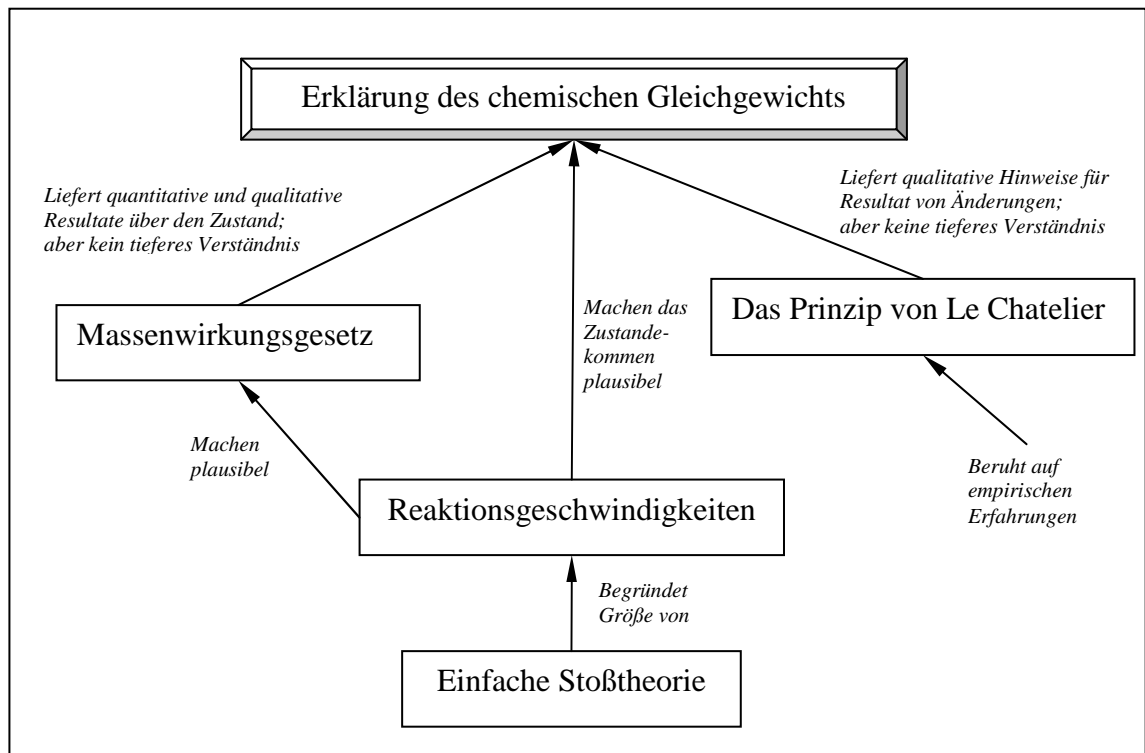 Erklärung des chemischen Gleichgewichts
Liefert quantitative und qualitative
Resultate über den Zustand;
aber kein tieferes Verständnis
Liefert qualitative Hinweise für
Resultat von Änderungen;
aber keine tieferes Verständnis
Massenwirkungsgesetz
Machen das
Zustande-
kommen
plausibel
Das Prinzip von Le Chatelier
Machen
plausibel
Beruht auf
empirischen
Erfahrungen
Reaktionsgeschwindigkeiten
Begründet
Größe von
Einfache Stoßtheorie